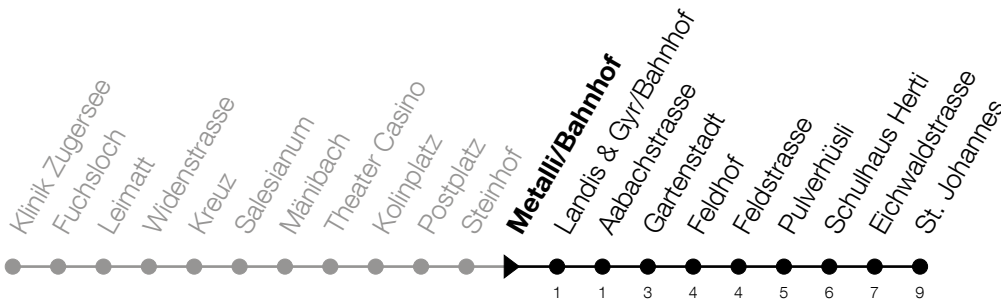 Klinik Zugersee
Fuchsloch
Leimatt
Widenstrasse
Kreuz
Salesianum
Mänibach
Theater Casino
Kolinplatz
Postplatz
Steinhof
Metalli/Bahnhof
Landis & Gyr/Bahnhof
Aabachstrasse
Gartenstadt
Feldhof
Feldstrasse
Pulverhüsli
Schulhaus Herti
Eichwaldstrasse
St. Johannes
1 1 3 4 4 5 6 7 9